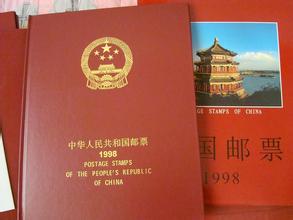 中华人民共和国邮票
1998
POSTAGE STAMPS
OF THE PEOPLE'S REPUBLIC
OF CHINA
STAGE STAMPS OF CHINA
国邮票
1998